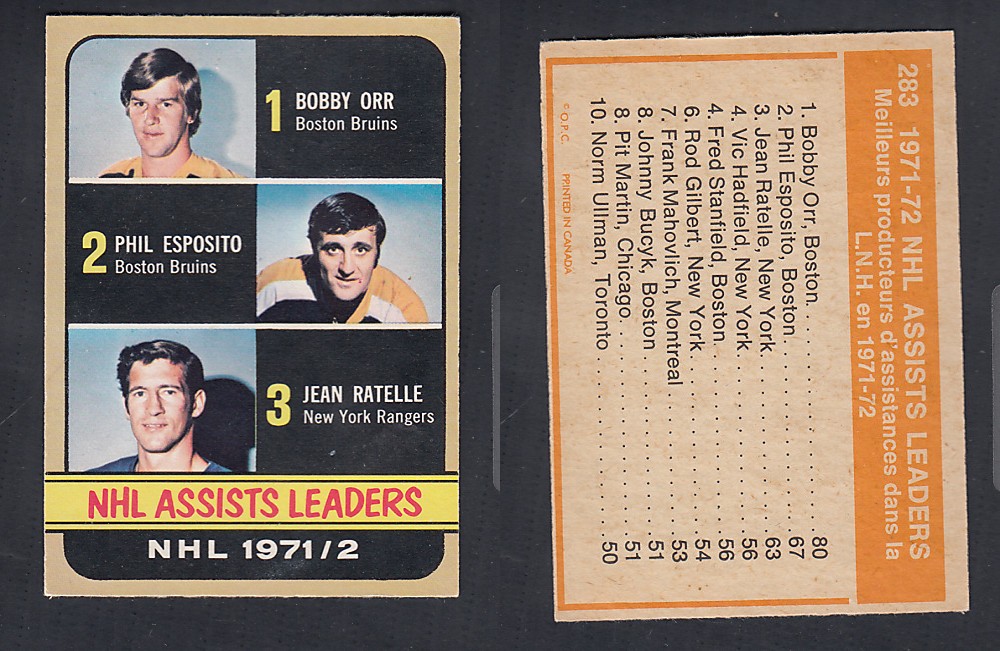 1 BOBBY ORR
Boston Bruins
2 PHIL ESPOSITO
Boston Bruins
3 JEAN RATELLE
New York Rangers
NHL ASSISTS LEADERS
NHL 1971/2
283 1971-72 NHL ASSISTS LEADERS
Meilleurs producteurs d'assistances dans la
L.N.H. en 1971-72
1. Bobby Orr, Boston. . . . . . . . . . . . . . . . 80
2. Phil Esposito, Boston . . . . . . . . . . . . . . 67
3. Jean Ratelle, New York. . . . . . . . . . . . . . 63
4. Vic Hadfield, New York. . . . . . . . . . . . . . 56
4. Fred Stanfield, Boston. . . . . . . . . . . . . . 56
6. Rod Gilbert, New York. . . . . . . . . . . . . . 54
7. Frank Mahovlich, Montreal . . . . . . . . . . . . 53
8. Johnny Bucyk, Boston . . . . . . . . . . . . . . 51
8. Pit Martin, Chicago. . . . . . . . . . . . . . . 51
10. Norm Ullman, Toronto . . . . . . . . . . . . . . 50
© O.P.C. PRINTED IN CANADA